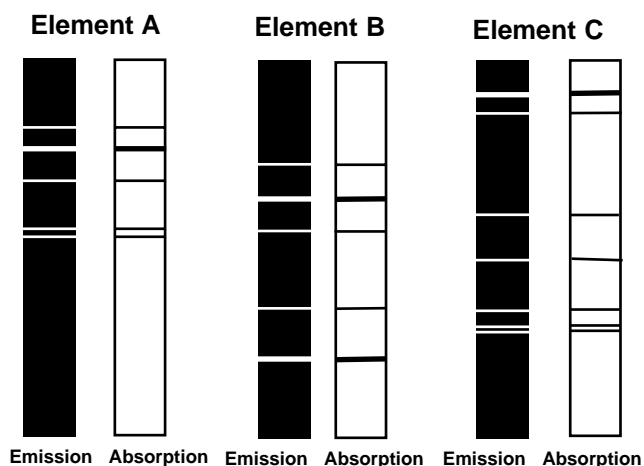 Element A
Element B
Element C
Emission Absorption
Emission Absorption
Emission Absorption